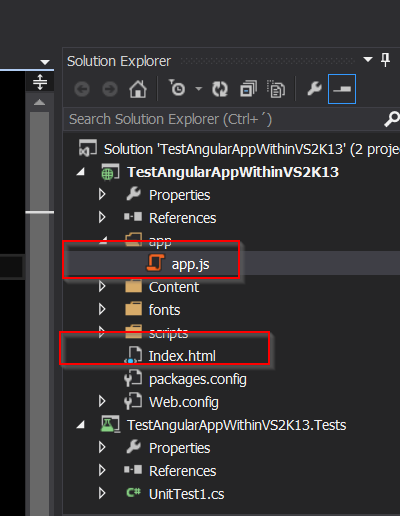 Solution Explorer
Search Solution Explorer (Ctrl+´)
Solution 'TestAngularAppWithinVS2K13' (2 proje
TestAngularAppWithinVS2K13
Properties
References
app
app.js
Content
fonts
scripts
Index.html
packages.config
Web.config
TestAngularAppWithinVS2K13.Tests
Properties
References
C# UnitTest1.cs